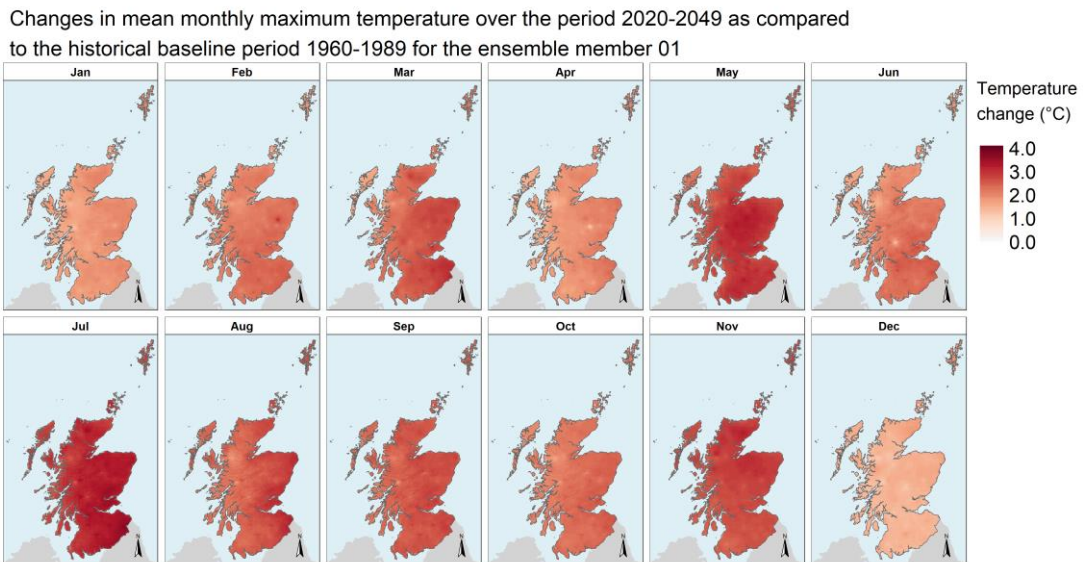 Changes in mean monthly maximum temperature over the period 2020-2049 as compared
to the historical baseline period 1960-1989 for the ensemble member 01
Jan
Feb
Mar
Apr
May
Jun
N
N
N
N
N
N
Jul
Aug
Sep
Oct
Nov
Dec
N
N
N
N
N
N
Temperature
change (°C)
4.0
3.0
2.0
1.0
0.0